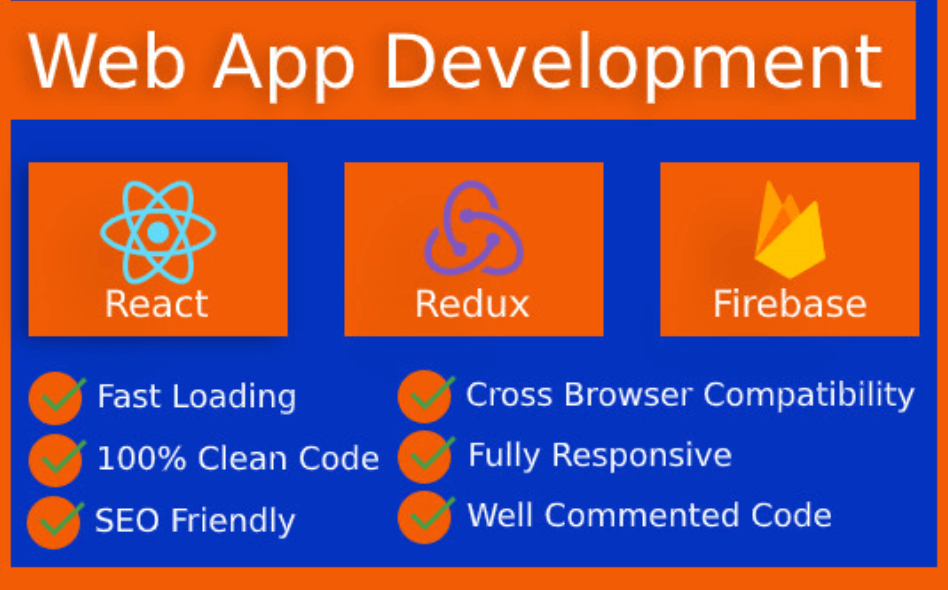 Web App Development
React
Redux
Firebase
Fast Loading
100% Clean Code
SEO Friendly
Cross Browser Compatibility
Fully Responsive
Well Commented Code